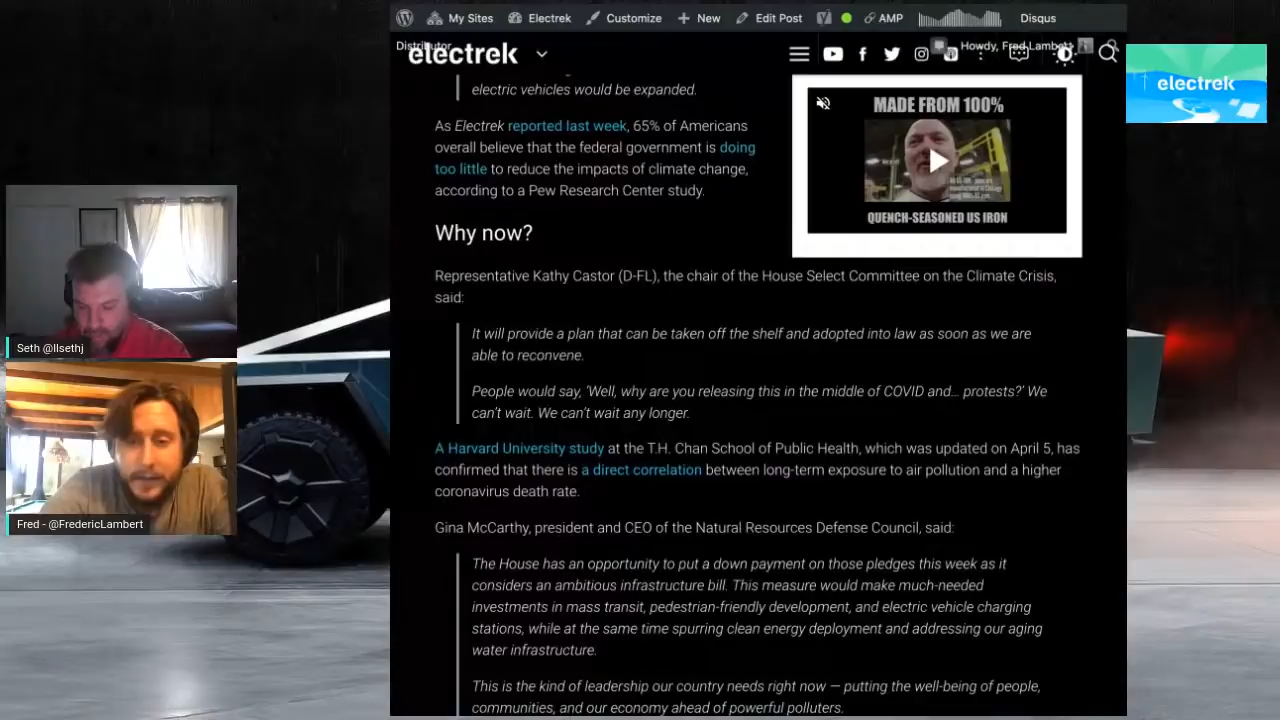 My Sites
Electrek
Customize
New
Edit Post
AMP
Disqus
Distributor
Howdy, Fred Lambert
electrek
electrek
electric vehicles would be expanded.
As Electrek reported last week, 65% of Americans
overall believe that the federal government is doing
too little to reduce the impacts of climate change,
according to a Pew Research Center study.
MADE FROM 100%
QUENCH-SEASONED US IRON
Why now?
Representative Kathy Castor (D-FL), the chair of the House Select Committee on the Climate Crisis,
said:
It will provide a plan that can be taken off the shelf and adopted into law as soon as we are
able to reconvene.
People would say, ‘Well, why are you releasing this in the middle of COVID and… protests?’ We
can’t wait. We can’t wait any longer.
A Harvard University study at the T.H. Chan School of Public Health, which was updated on April 5, has
confirmed that there is a direct correlation between long-term exposure to air pollution and a higher
coronavirus death rate.
Gina McCarthy, president and CEO of the Natural Resources Defense Council, said:
The House has an opportunity to put a down payment on those pledges this week as it
considers an ambitious infrastructure bill. This measure would make much-needed
investments in mass transit, pedestrian-friendly development, and electric vehicle charging
stations, while at the same time spurring clean energy deployment and addressing our aging
water infrastructure.
This is the kind of leadership our country needs right now — putting the well-being of people,
communities, and our economy ahead of powerful polluters.
Seth @llsethj
Fred - @FredericLambert